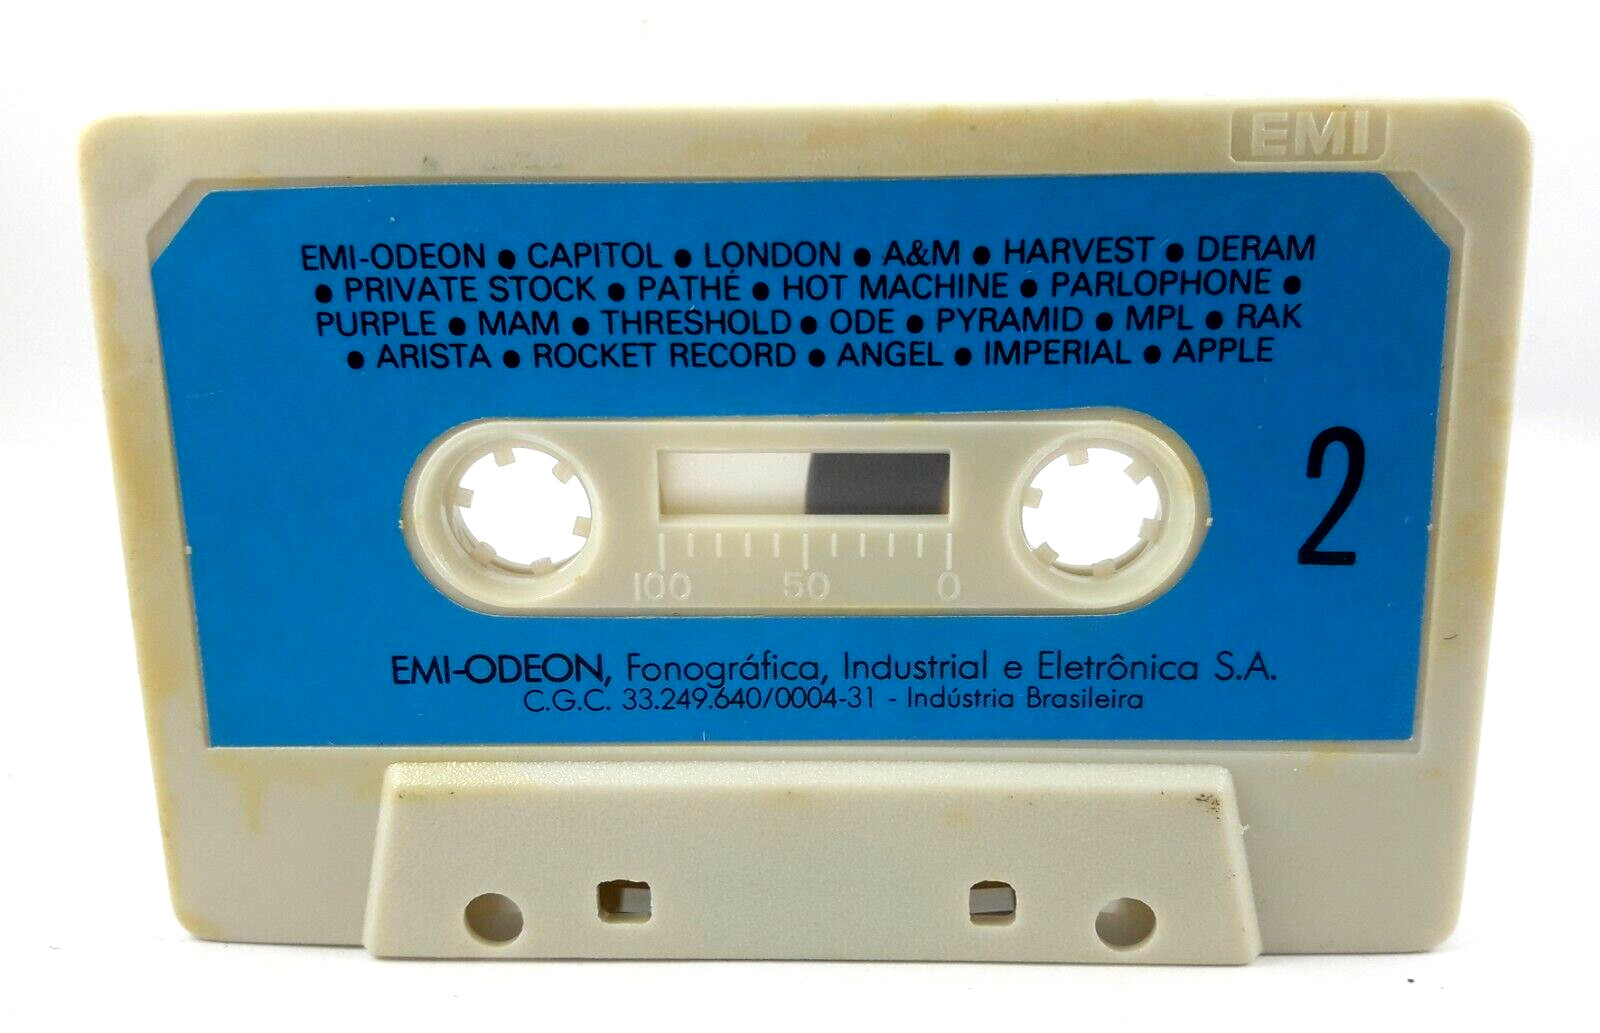 EMI
EMI-ODEON ● CAPITOL ● LONDON ● A&M ● HARVEST ● DERAM
● PRIVATE STOCK ● PATHÉ ● HOT MACHINE ● PARLOPHONE ●
PURPLE ● MAM ● THRESHOLD ● ODE ● PYRAMID ● MPL ● RAK
● ARISTA ● ROCKET RECORD ● ANGEL ● IMPERIAL ● APPLE
2
100 50 0
EMI-ODEON, Fonográfica, Industrial e Eletrônica S.A.
C.G.C. 33.249.640/0004-31 - Indústria Brasileira